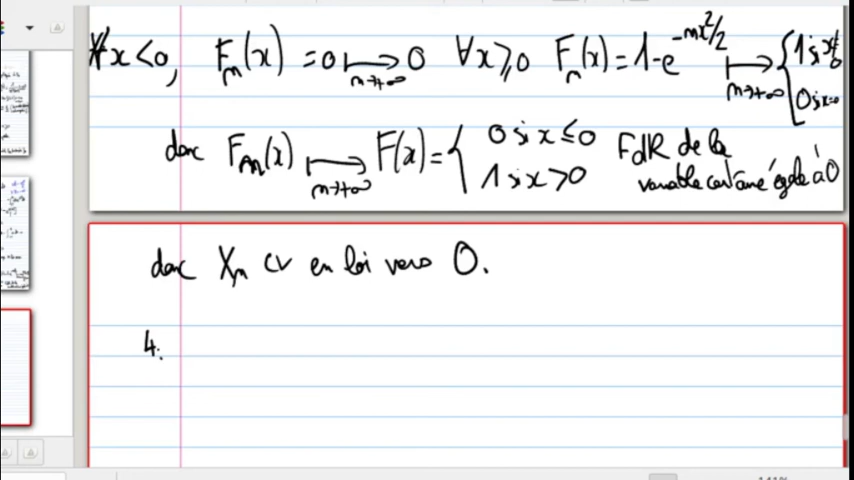 ∀x<0, Fₙ(x) = 0 ⟼ 0 ∀x⩾0 Fₙ(x) = 1-e^{-nx²/2} ⟼ { 1 si x≠0
n→+∞ n→+∞ 0 si x=0
donc Fₙ(x) ⟼ F(x) = { 0 si x ≤ 0 FdR de la
n→+∞ 1 si x > 0 variable certaine égale à 0
donc Xₙ CV en loi vers 0.
4.